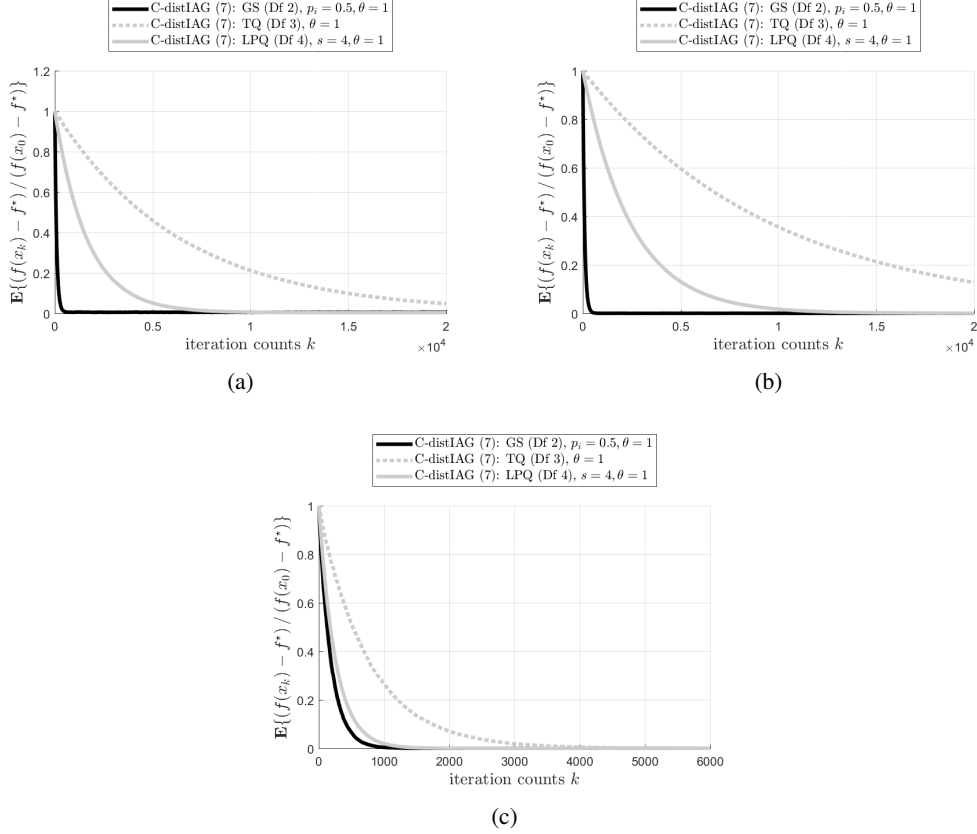 C-distIAG (7): GS (Df 2), p_i = 0.5, θ = 1
C-distIAG (7): TQ (Df 3), θ = 1
C-distIAG (7): LPQ (Df 4), s = 4, θ = 1
E{(f(x_k) − f⋆) / (f(x_0) − f⋆)}
1.2
1
0.8
0.6
0.4
0.2
0
0 0.5 1 1.5 2
×10^4
iteration counts k
(a)
C-distIAG (7): GS (Df 2), p_i = 0.5, θ = 1
C-distIAG (7): TQ (Df 3), θ = 1
C-distIAG (7): LPQ (Df 4), s = 4, θ = 1
E{(f(x_k) − f⋆) / (f(x_0) − f⋆)}
1
0.8
0.6
0.4
0.2
0
0 0.5 1 1.5 2
×10^4
iteration counts k
(b)
C-distIAG (7): GS (Df 2), p_i = 0.5, θ = 1
C-distIAG (7): TQ (Df 3), θ = 1
C-distIAG (7): LPQ (Df 4), s = 4, θ = 1
E{(f(x_k) − f⋆) / (f(x_0) − f⋆)}
1
0.8
0.6
0.4
0.2
0
0 1000 2000 3000 4000 5000 6000
iteration counts k
(c)